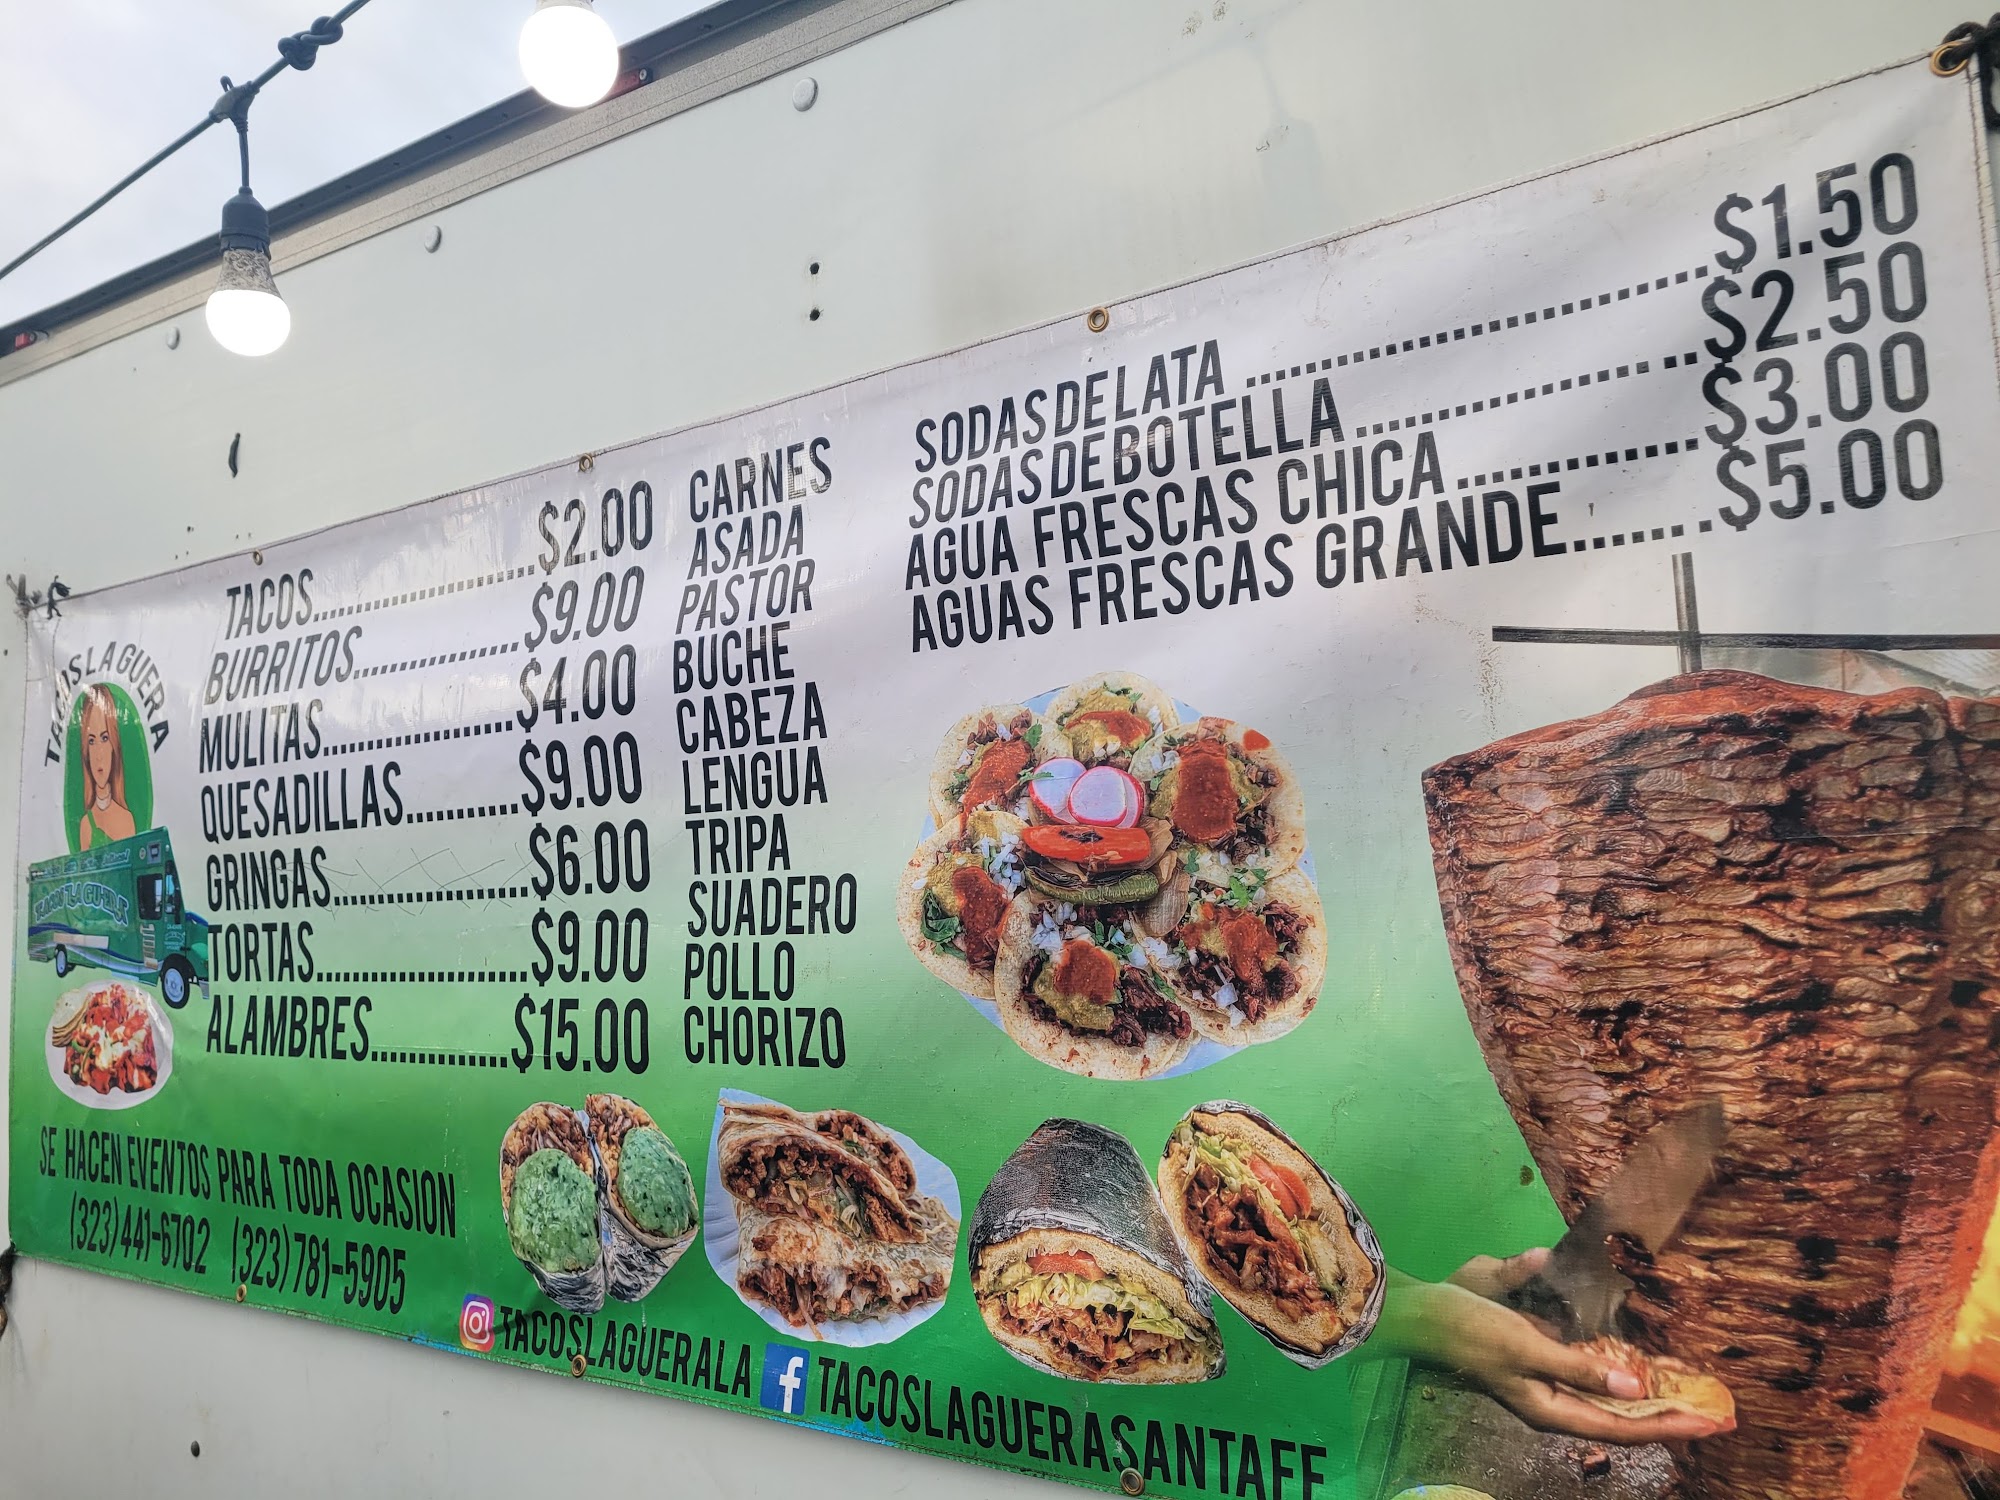 TACOS LA GUERA
TACOS......................$2.00
BURRITOS................$9.00
MULITAS...................$4.00
QUESADILLAS...........$9.00
GRINGAS...................$6.00
TORTAS.....................$9.00
ALAMBRES..............$15.00
CARNES
ASADA
PASTOR
BUCHE
CABEZA
LENGUA
TRIPA
SUADERO
POLLO
CHORIZO
SODAS DE LATA ..............................$1.50
SODAS DE BOTELLA ......................$2.50
AGUA FRESCAS CHICA ...............$3.00
AGUAS FRESCAS GRANDE.......$5.00
TACOS LA GUERA
SE HACEN EVENTOS PARA TODA OCASION
(323)441-6702 (323)781-5905
TACOSLAGUERALA TACOSLAGUERASANTAFE